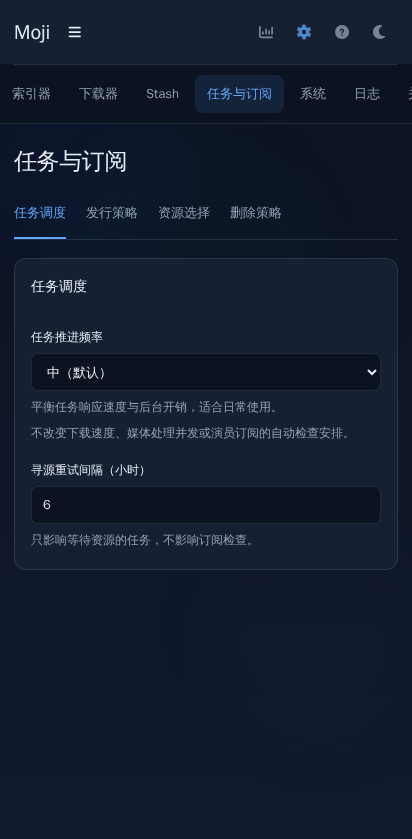 Moji
索引器 下载器 Stash 任务与订阅 系统 日志
任务与订阅
任务调度 发行策略 资源选择 删除策略
任务调度
任务推进频率
中（默认）
平衡任务响应速度与后台开销，适合日常使用。
不改变下载速度、媒体处理并发或演员订阅的自动检查安排。
寻源重试间隔（小时）
6
只影响等待资源的任务，不影响订阅检查。